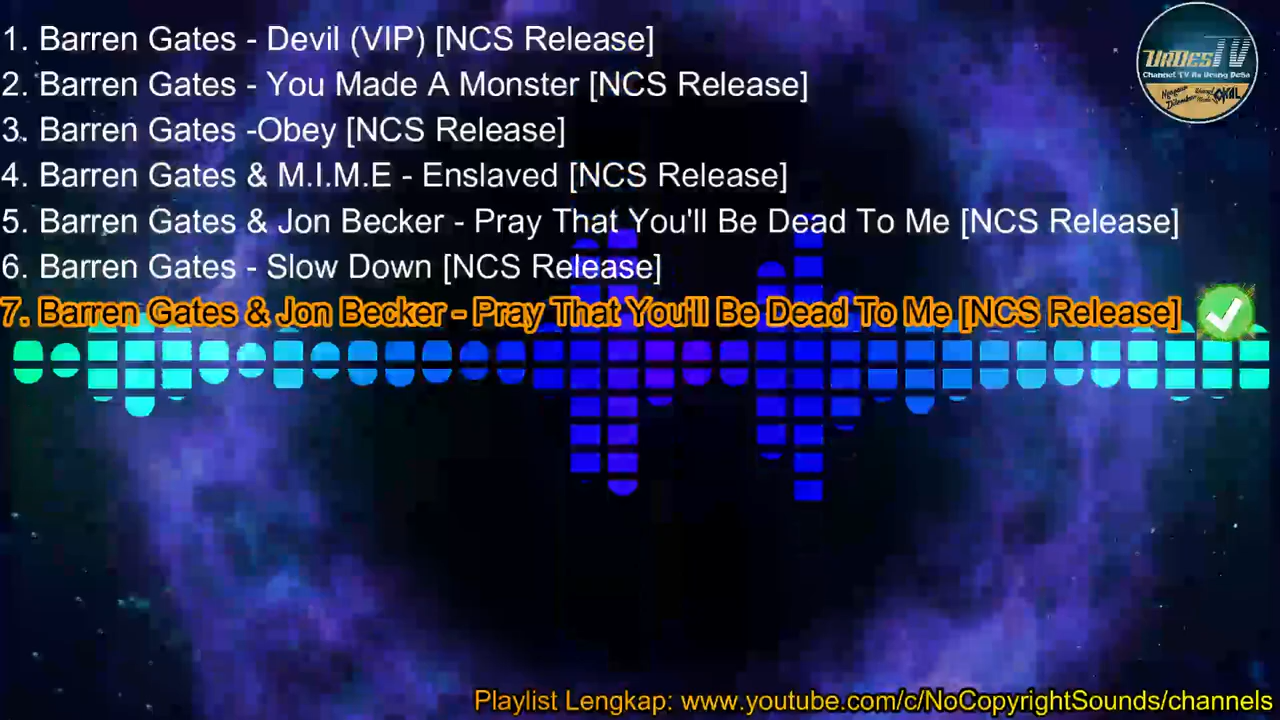 1. Barren Gates - Devil (VIP) [NCS Release]
2. Barren Gates - You Made A Monster [NCS Release]
3. Barren Gates -Obey [NCS Release]
4. Barren Gates & M.I.M.E - Enslaved [NCS Release]
5. Barren Gates & Jon Becker - Pray That You'll Be Dead To Me [NCS Release]
6. Barren Gates - Slow Down [NCS Release]
7. Barren Gates & Jon Becker - Pray That You'll Be Dead To Me [NCS Release]
UrDesTV
Playlist Lengkap: www.youtube.com/c/NoCopyrightSounds/channels